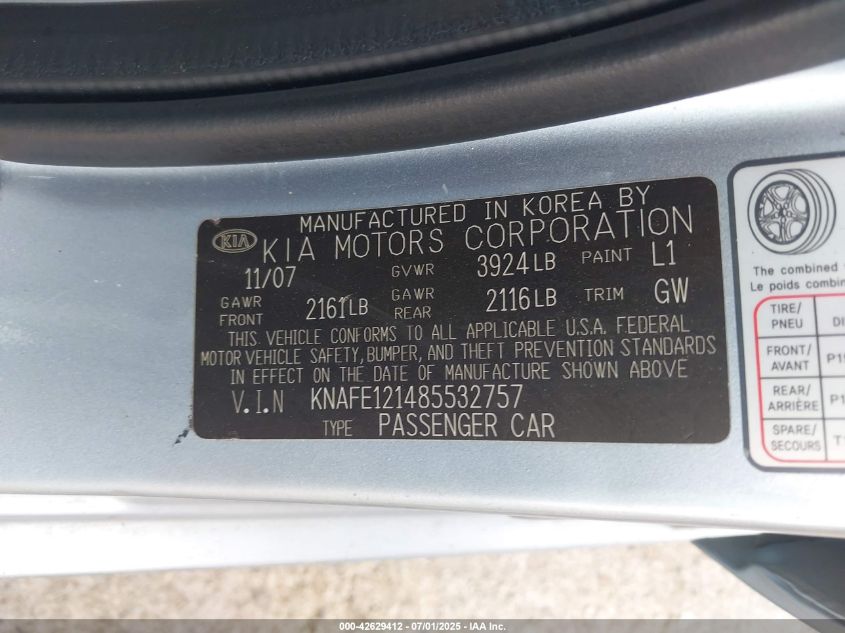 MANUFACTURED IN KOREA BY
KIA KIA MOTORS CORPORATION
11/07 GVWR 3924LB PAINT L1
GAWR FRONT 2161LB GAWR REAR 2116LB TRIM GW
THIS VEHICLE CONFORMS TO ALL APPLICABLE U.S.A. FEDERAL
MOTOR VEHICLE SAFETY, BUMPER, AND THEFT PREVENTION STANDARDS
IN EFFECT ON THE DATE OF MANUFACTURE SHOWN ABOVE
V.I.N KNAFE121485532757
TYPE PASSENGER CAR
The combined
Le poids combin
TIRE/
PNEU
FRONT/
AVANT
REAR/
ARRIÈRE
SPARE/
SECOURS
000-42629412 - 07/01/2025 - IAA Inc.